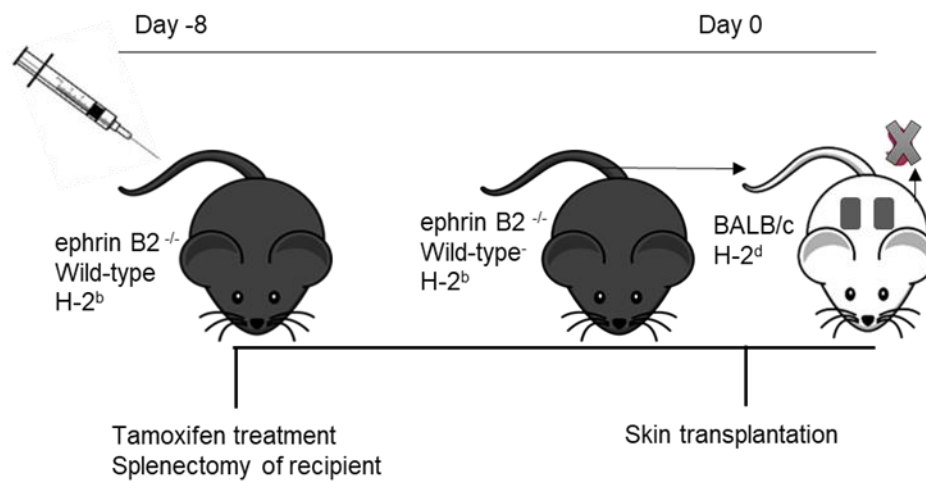 Day -8
Day 0
ephrin B2 -/-
Wild-type
H-2b
ephrin B2 -/-
Wild-type-
H-2b
BALB/c
H-2d
Tamoxifen treatment
Splenectomy of recipient
Skin transplantation